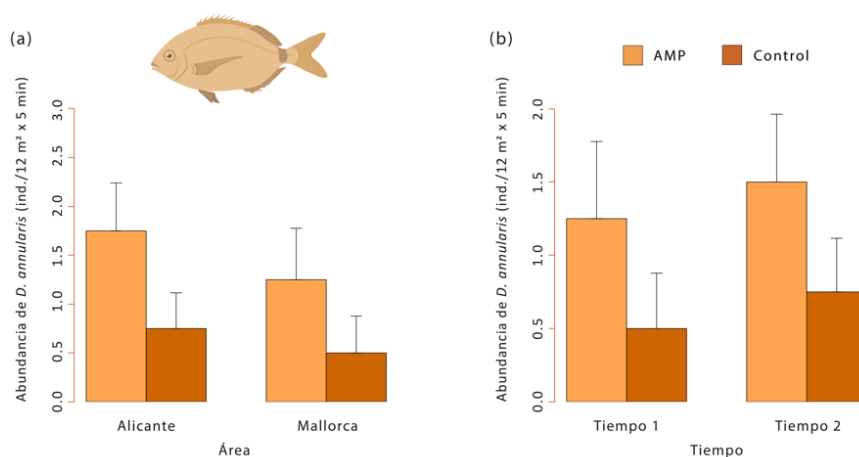 (a)
Abundancia de D. annularis (ind./12 m² x 5 min)
3.0
2.5
2.0
1.5
1.0
0.5
0.0
Alicante
Mallorca
Área
(b)
AMP
Control
Abundancia de D. annularis (ind./12 m² x 5 min)
2.0
1.5
1.0
0.5
0.0
Tiempo 1
Tiempo 2
Tiempo